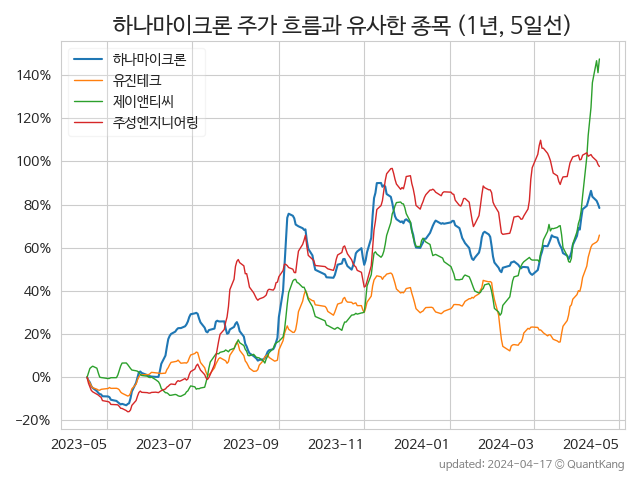 하나마이크론 주가 흐름과 유사한 종목 (1년, 5일선)
하나마이크론
유진테크
제이앤티씨
주성엔지니어링
140%
120%
100%
80%
60%
40%
20%
0%
−20%
2023-05 2023-07 2023-09 2023-11 2024-01 2024-03 2024-05
updated: 2024-04-17 © QuantKang